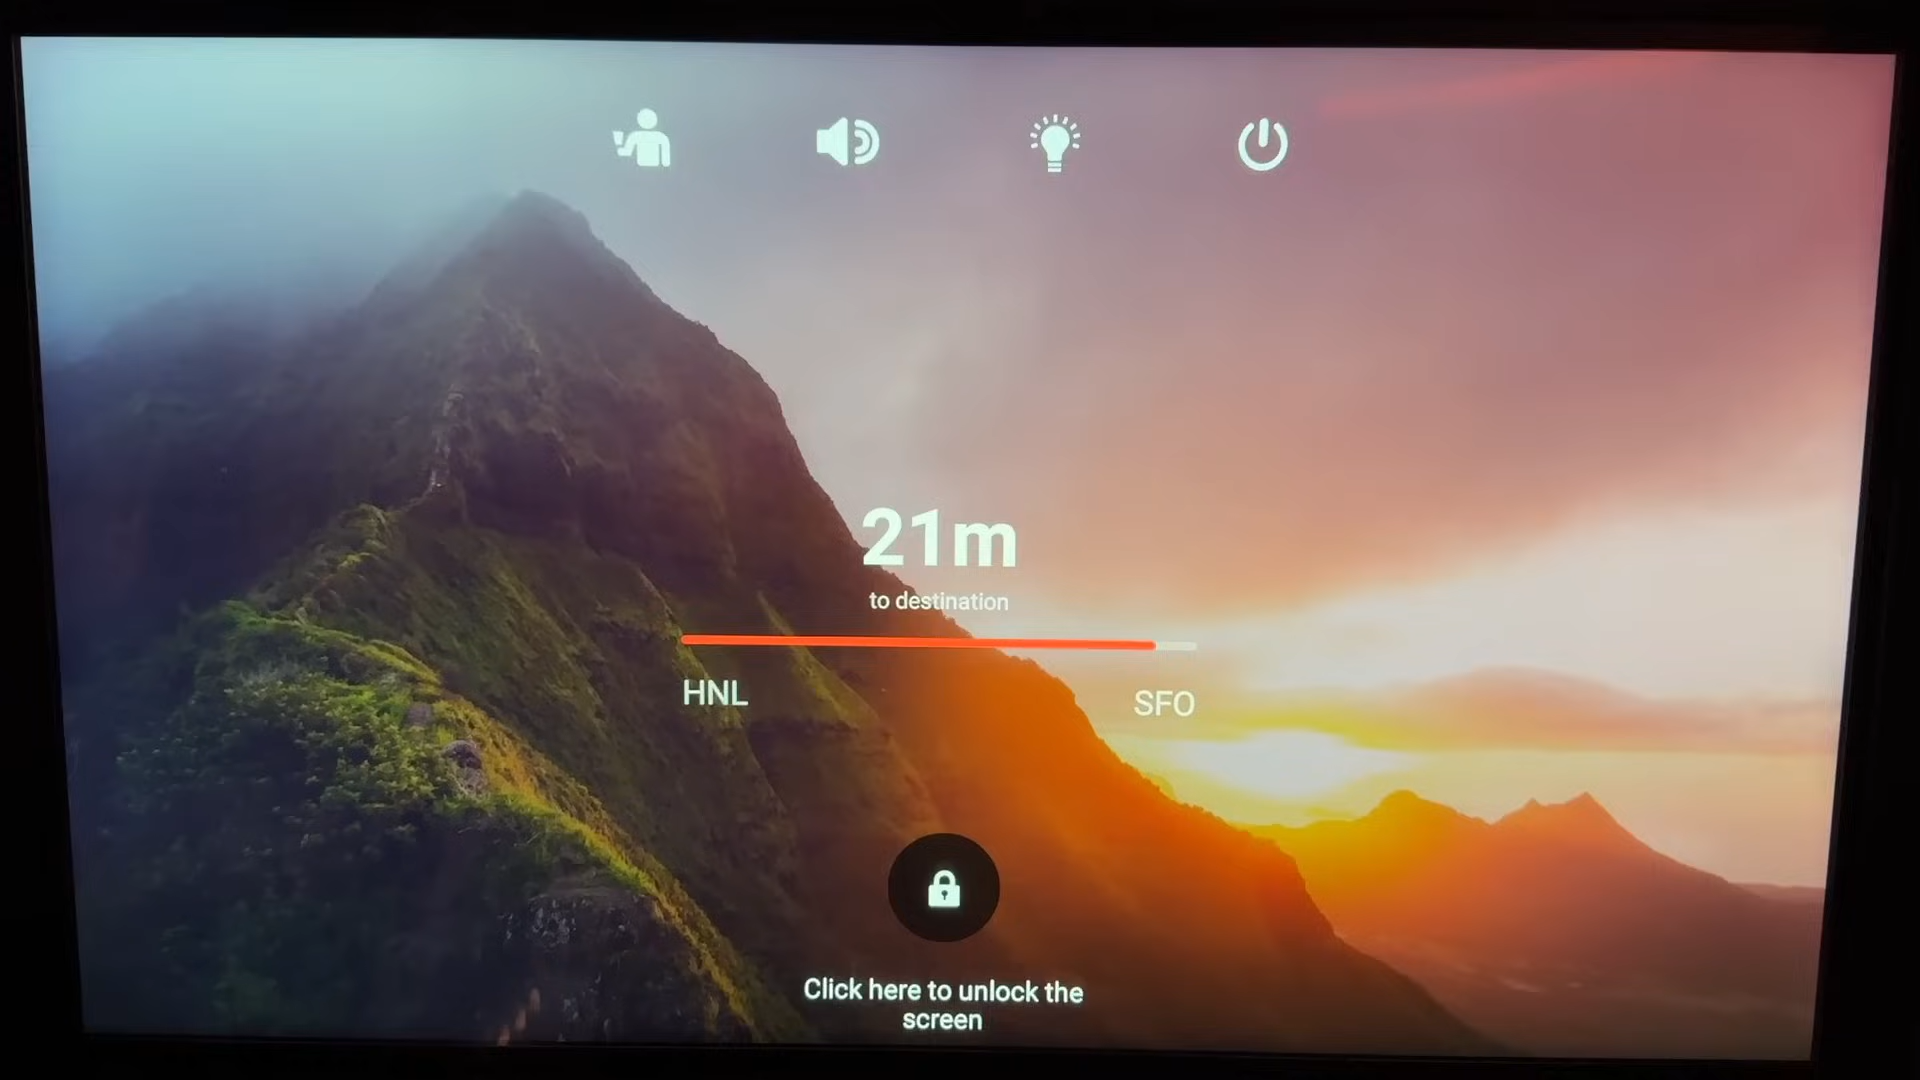 21m
to destination
HNL
SFO
Click here to unlock the
screen